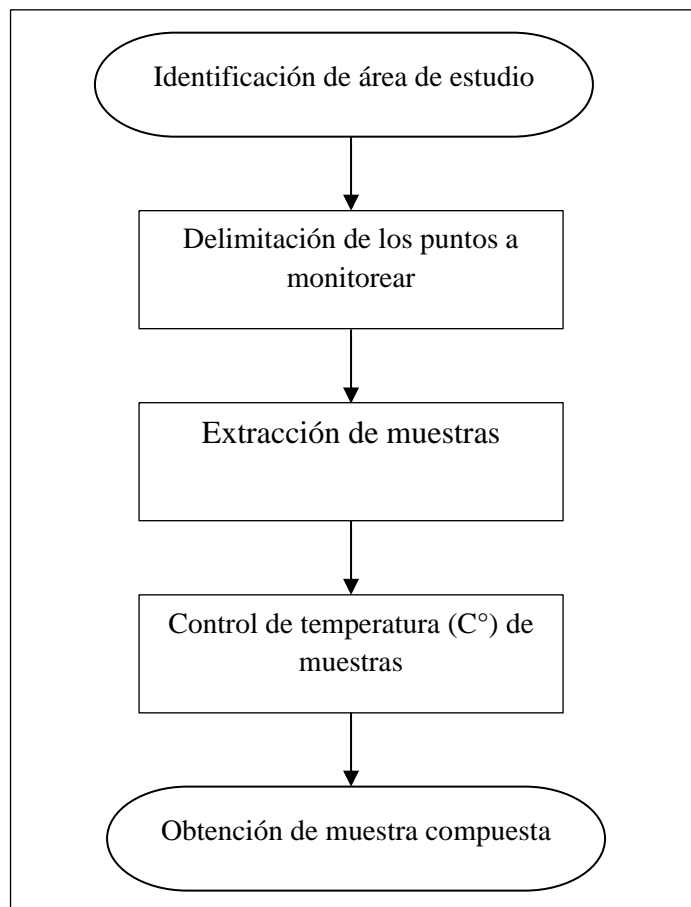 Identificación de área de estudio
Delimitación de los puntos a
monitorear
Extracción de muestras
Control de temperatura (C°) de
muestras
Obtención de muestra compuesta